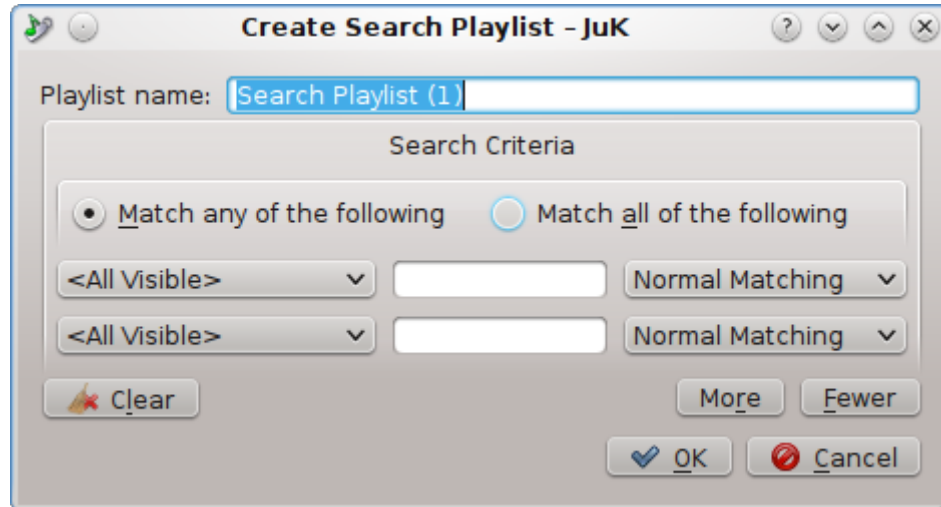 Create Search Playlist – JuK
Playlist name: Search Playlist (1)
Search Criteria
Match any of the following Match all of the following
<All Visible> Normal Matching
<All Visible> Normal Matching
Clear More Fewer
OK Cancel